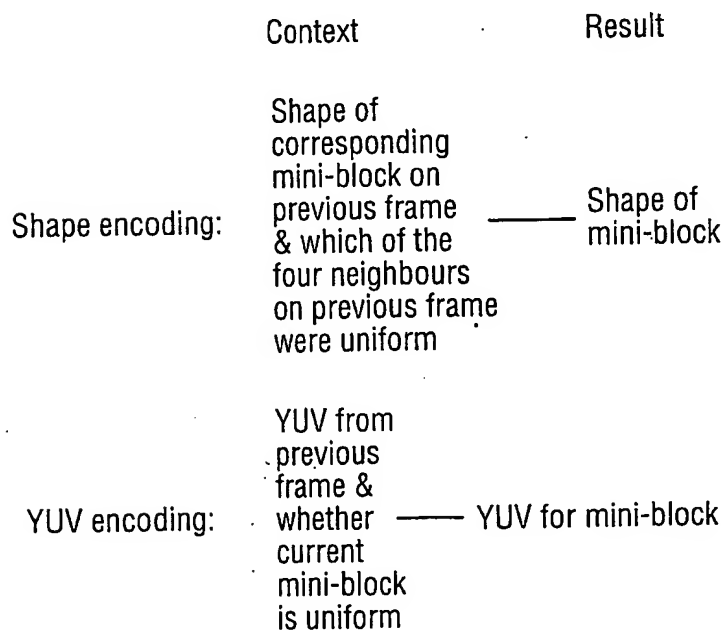 Context Result
Shape encoding:
Shape of
corresponding
mini-block on
previous frame
& which of the
four neighbours
on previous frame
were uniform
Shape of
mini-block
YUV encoding:
YUV from
previous
frame &
whether
current
mini-block
is uniform
YUV for mini-block